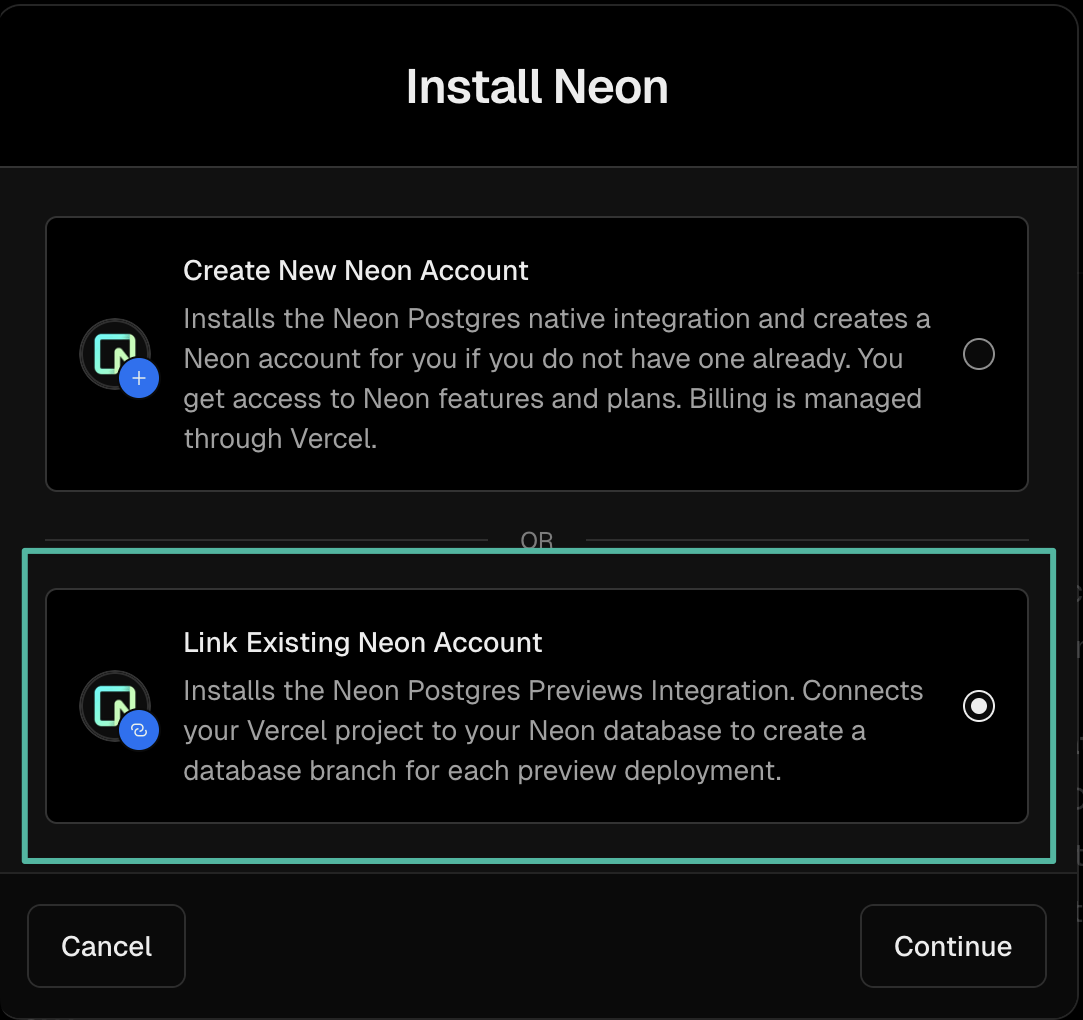 Install Neon
Create New Neon Account
Installs the Neon Postgres native integration and creates a
Neon account for you if you do not have one already. You
get access to Neon features and plans. Billing is managed
through Vercel.
OR
Link Existing Neon Account
Installs the Neon Postgres Previews Integration. Connects
your Vercel project to your Neon database to create a
database branch for each preview deployment.
Cancel
Continue